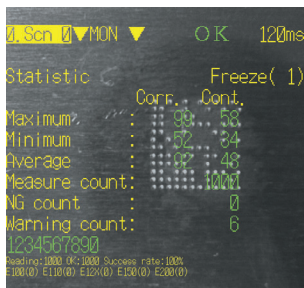 0. Scn 0▼MON ▼ OK 120ms
Statistic Freeze( 1)
Corr. Cont.
Maximum : 99 58
Minimum : 52 34
Average : 92 48
Measure count: 1000
NG count : 0
Warning count: 6
1234567890
Reading:1000 OK:1000 Success rate:100%
E100(0) E110(0) E12X(0) E150(0) E200(0)